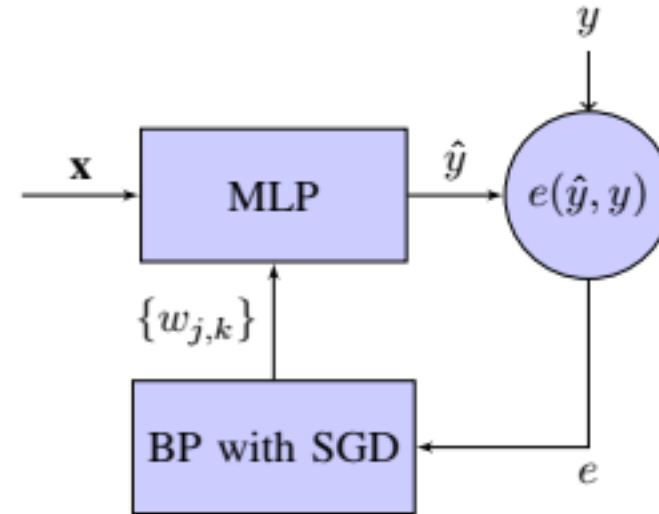 y
x
MLP
ŷ
e(ŷ, y)
{w_{j,k}}
BP with SGD
e